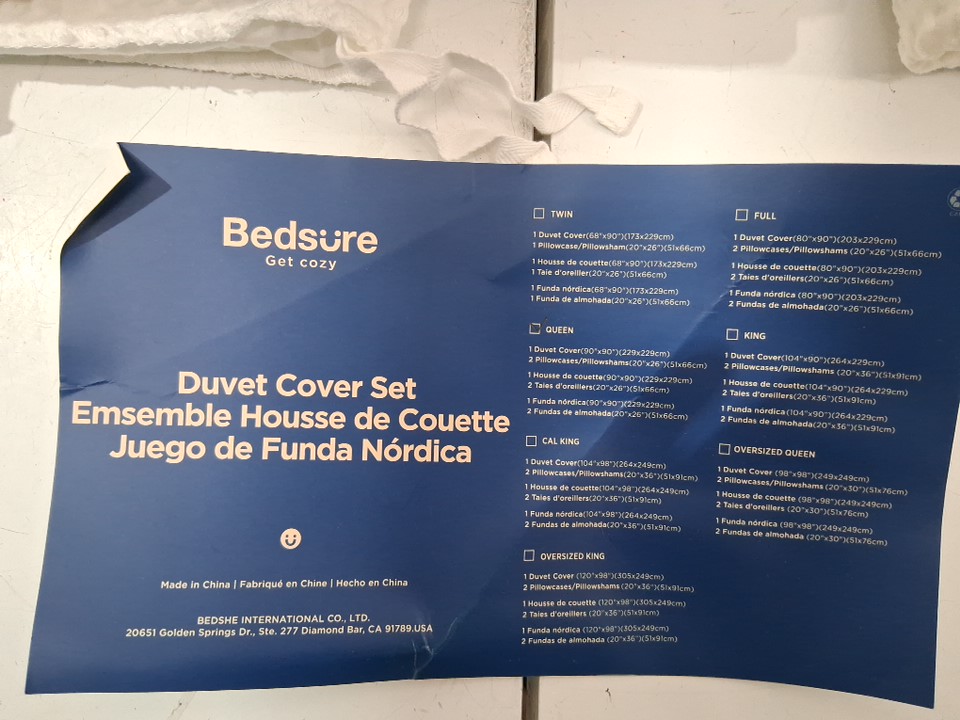 Bedsure
Get cozy
Duvet Cover Set
Emsemble Housse de Couette
Juego de Funda Nórdica
Made in China | Fabriqué en Chine | Hecho en China
BEDSHE INTERNATIONAL CO., LTD.
20651 Golden Springs Dr., Ste. 277 Diamond Bar, CA 91789.USA
TWIN
1 Duvet Cover(68"x90")(173x229cm)
1 Pillowcase/Pillowsham(20"x26")(51x66cm)
1 Housse de couette(68"x90")(173x229cm)
1 Taie d'oreiller(20"x26")(51x66cm)
1 Funda nórdica(68"x90")(173x229cm)
1 Funda de almohada(20"x26")(51x66cm)
QUEEN
1 Duvet Cover(90"x90")(229x229cm)
2 Pillowcases/Pillowshams(20"x26")(51x66cm)
1 Housse de couette(90"x90")(229x229cm)
2 Taies d'oreillers(20"x26")(51x66cm)
1 Funda nórdica(90"x90")(229x229cm)
2 Fundas de almohada(20"x26")(51x66cm)
CAL KING
1 Duvet Cover(104"x98")(264x249cm)
2 Pillowcases/Pillowshams(20"x36")(51x91cm)
1 Housse de couette(104"x98")(264x249cm)
2 Taies d'oreillers(20"x36")(51x91cm)
1 Funda nórdica(104"x98")(264x249cm)
2 Fundas de almohada(20"x36")(51x91cm)
OVERSIZED KING
1 Duvet Cover (120"x98")(305x249cm)
2 Pillowcases/Pillowshams(20"x36")(51x91cm)
1 Housse de couette (120"x98")(305x249cm)
2 Taies d'oreillers (20"x36")(51x91cm)
1 Funda nórdica (120"x98")(305x249cm)
2 Fundas de almohada (20"x36")(51x91cm)
FULL
1 Duvet Cover(80"x90")(203x229cm)
2 Pillowcases/Pillowshams (20"x26")(51x66cm)
1 Housse de couette(80"x90")(203x229cm)
2 Taies d'oreillers(20"x26")(51x66cm)
1 Funda nórdica (80"x90")(203x229cm)
2 Fundas de almohada(20"x26")(51x66cm)
KING
1 Duvet Cover(104"x90")(264x229cm)
2 Pillowcases/Pillowshams (20"x36")(51x91cm)
1 Housse de couette(104"x90")(264x229cm)
2 Taies d'oreillers(20"x36")(51x91cm)
1 Funda nórdica (104"x90")(264x229cm)
2 Fundas de almohada(20"x36")(51x91cm)
OVERSIZED QUEEN
1 Duvet Cover (98"x98")(249x249cm)
2 Pillowcases/Pillowshams (20"x30")(51x76cm)
1 Housse de couette (98"x98")(249x249cm)
2 Taies d'oreillers (20"x30")(51x76cm)
1 Funda nórdica (98"x98")(249x249cm)
2 Fundas de almohada (20"x30")(51x76cm)